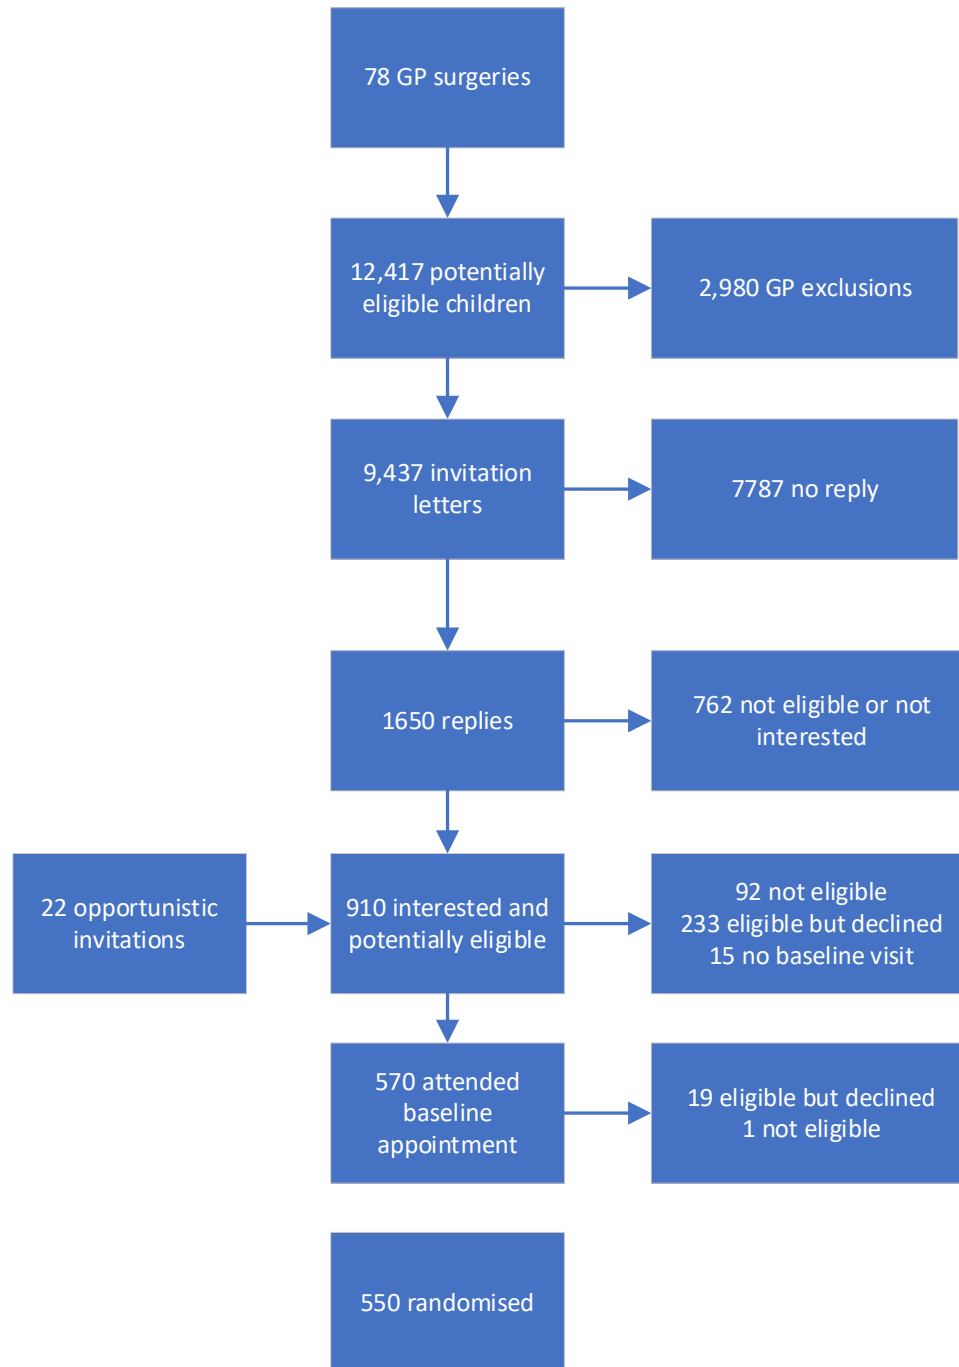 78 GP surgeries
12,417 potentially
eligible children
2,980 GP exclusions
9,437 invitation
letters
7787 no reply
1650 replies
762 not eligible or not
interested
22 opportunistic
invitations
910 interested and
potentially eligible
92 not eligible
233 eligible but declined
15 no baseline visit
570 attended
baseline
appointment
19 eligible but declined
1 not eligible
550 randomised